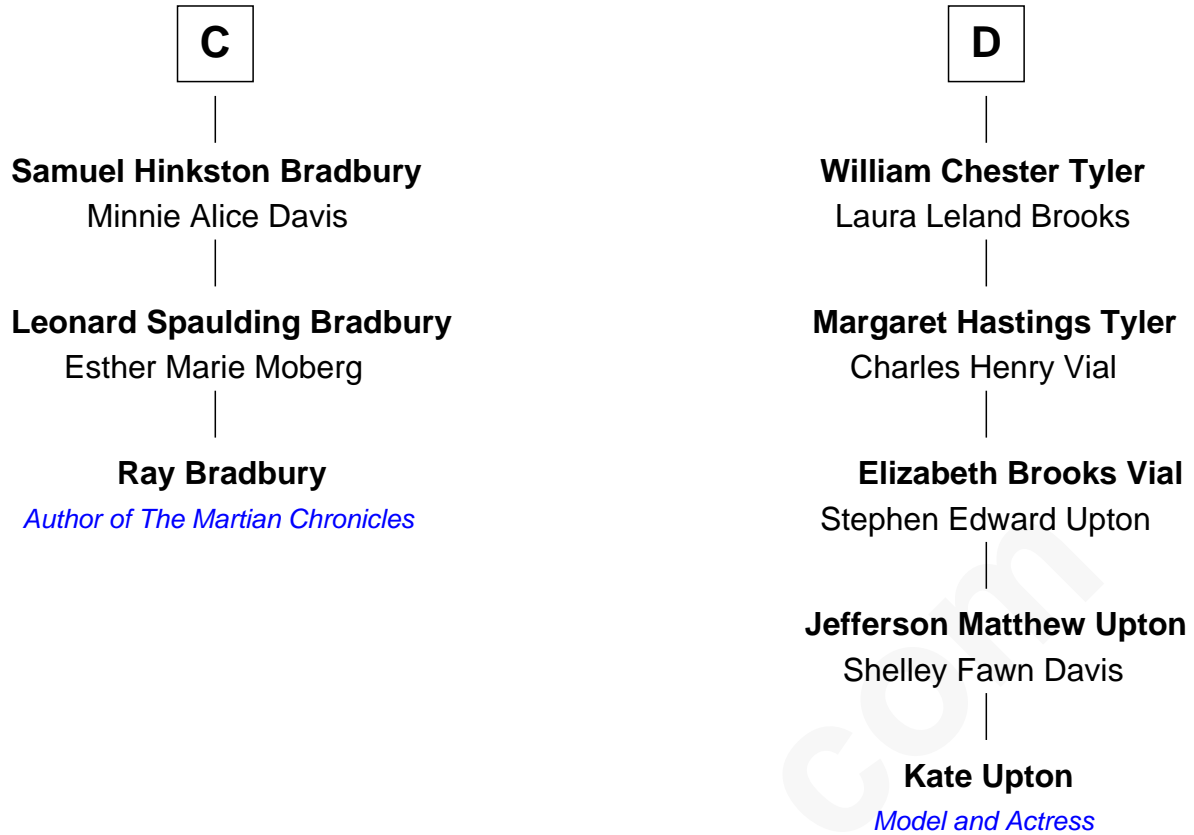 C
Samuel Hinkston Bradbury
Minnie Alice Davis
Leonard Spaulding Bradbury
Esther Marie Moberg
Ray Bradbury
Author of The Martian Chronicles
D
William Chester Tyler
Laura Leland Brooks
Margaret Hastings Tyler
Charles Henry Vial
Elizabeth Brooks Vial
Stephen Edward Upton
Jefferson Matthew Upton
Shelley Fawn Davis
Kate Upton
Model and Actress
com